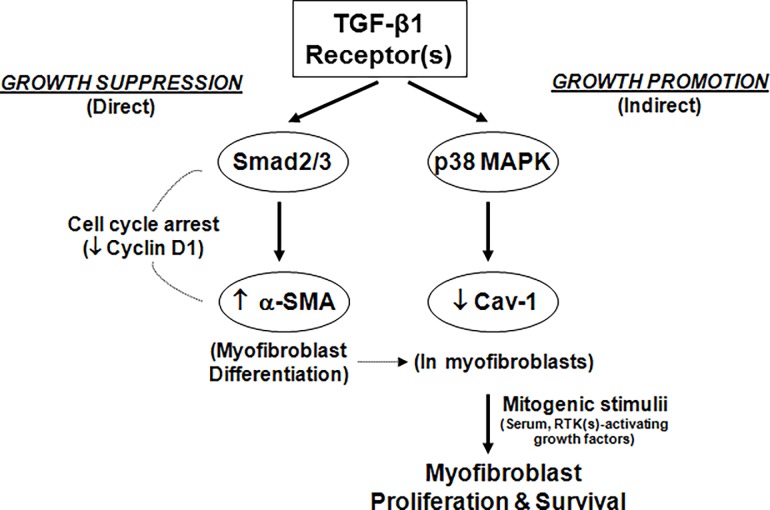 TGF-β1
Receptor(s)
GROWTH SUPPRESSION
(Direct)
GROWTH PROMOTION
(Indirect)
Smad2/3
p38 MAPK
Cell cycle arrest
(↓ Cyclin D1)
↑ α-SMA
↓ Cav-1
(Myofibroblast
Differentiation)
(In myofibroblasts)
Mitogenic stimulii
(Serum, RTK(s)-activating
growth factors)
Myofibroblast
Proliferation & Survival